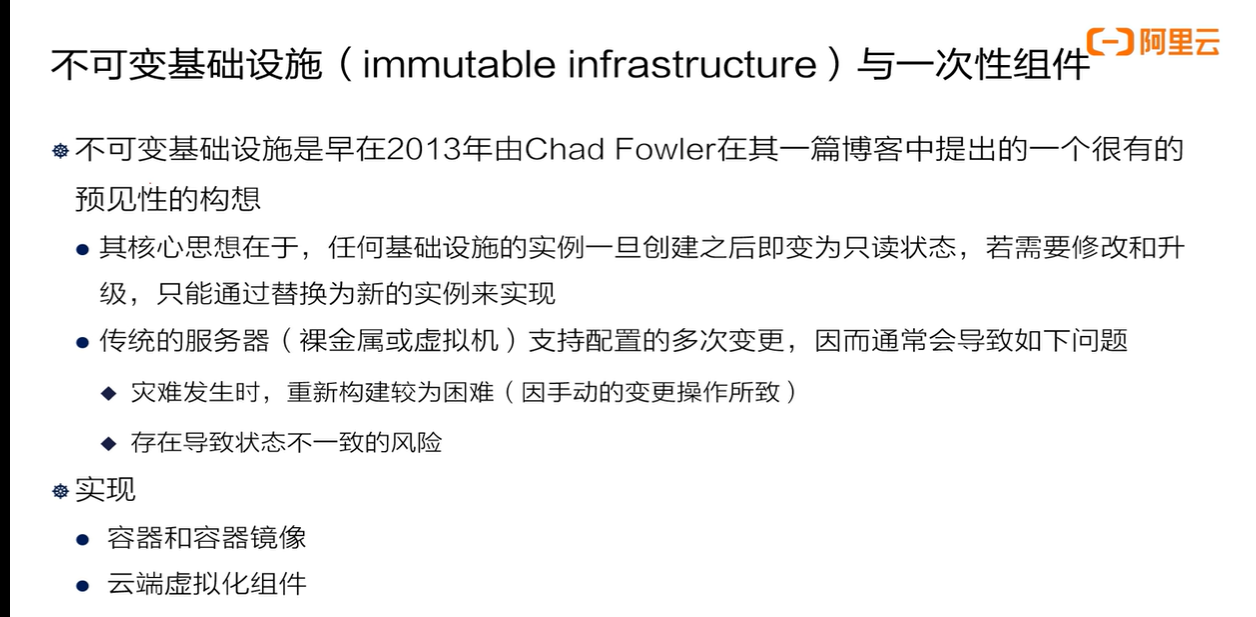 阿里云
不可变基础设施（immutable infrastructure）与一次性组件
不可变基础设施是早在2013年由Chad Fowler在其一篇博客中提出的一个很有的
预见性的构想
其核心思想在于，任何基础设施的实例一旦创建之后即变为只读状态，若需要修改和升
级，只能通过替换为新的实例来实现
传统的服务器（裸金属或虚拟机）支持配置的多次变更，因而通常会导致如下问题
灾难发生时，重新构建较为困难（因手动的变更操作所致）
存在导致状态不一致的风险
实现
容器和容器镜像
云端虚拟化组件